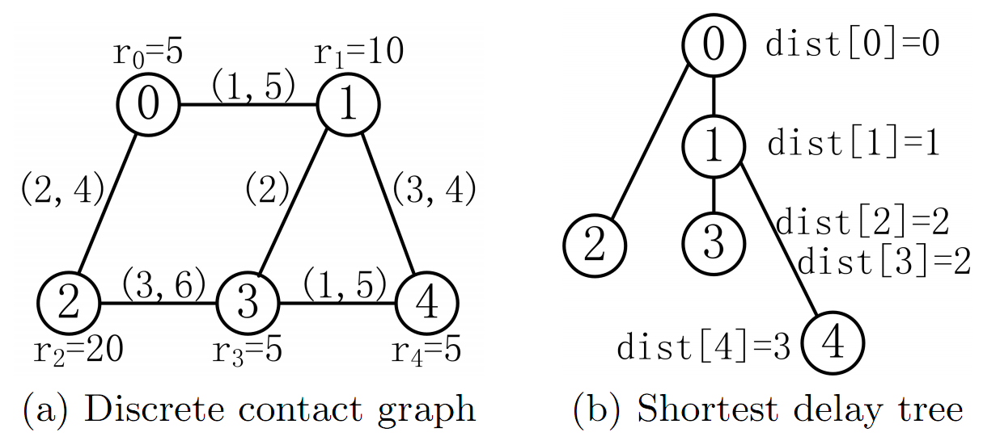 r₀=5
r₁=10
(1,5)
0
1
(2,4)
(2)
(3,4)
(3,6)
(1,5)
2
3
4
r₂=20
r₃=5
r₄=5
(a) Discrete contact graph
0
dist[0]=0
1
dist[1]=1
2
3
dist[2]=2
dist[3]=2
dist[4]=3
4
(b) Shortest delay tree